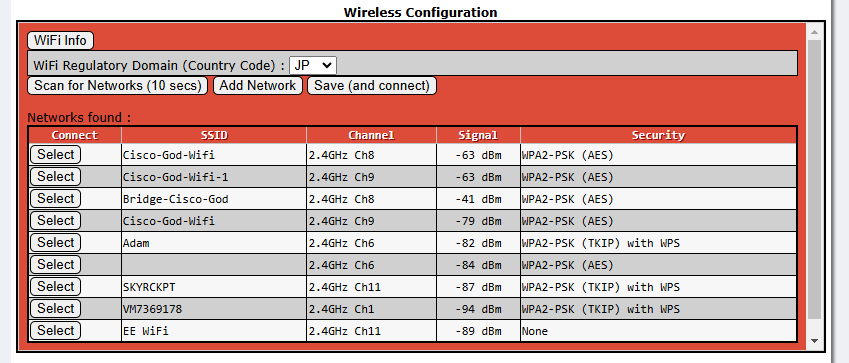 Wireless Configuration
WiFi Info
WiFi Regulatory Domain (Country Code) : JP
Scan for Networks (10 secs) Add Network Save (and connect)
Networks found :
Connect SSID Channel Signal Security
Select Cisco-God-Wifi 2.4GHz Ch8 -63 dBm WPA2-PSK (AES)
Select Cisco-God-Wifi-1 2.4GHz Ch9 -63 dBm WPA2-PSK (AES)
Select Bridge-Cisco-God 2.4GHz Ch8 -41 dBm WPA2-PSK (AES)
Select Cisco-God-Wifi 2.4GHz Ch9 -79 dBm WPA2-PSK (AES)
Select Adam 2.4GHz Ch6 -82 dBm WPA2-PSK (TKIP) with WPS
Select 2.4GHz Ch6 -84 dBm WPA2-PSK (AES)
Select SKYRCKPT 2.4GHz Ch11 -87 dBm WPA2-PSK (TKIP) with WPS
Select VM7369178 2.4GHz Ch1 -94 dBm WPA2-PSK (TKIP) with WPS
Select EE WiFi 2.4GHz Ch11 -89 dBm None